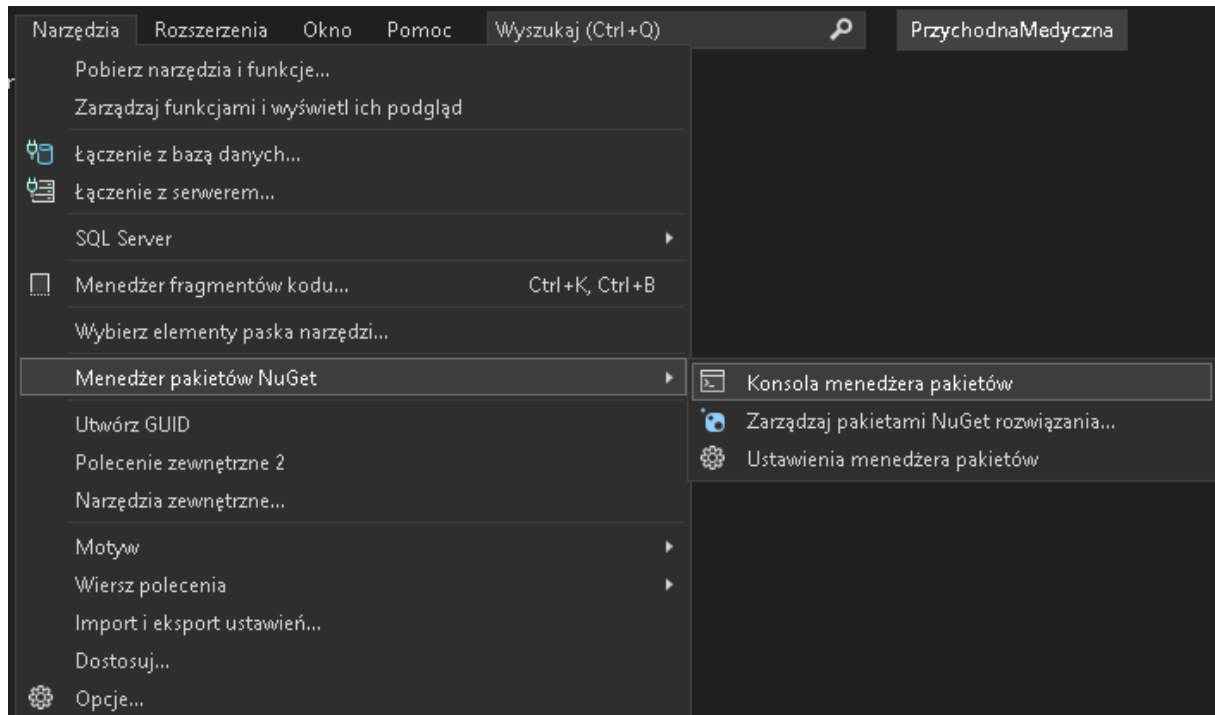 Narzędzia Rozszerzenia Okno Pomoc Wyszukaj (Ctrl+Q) PrzychodnaMedyczna
Pobierz narzędzia i funkcje...
Zarządzaj funkcjami i wyświetl ich podgląd
Łączenie z bazą danych...
Łączenie z serwerem...
SQL Server
Menedżer fragmentów kodu... Ctrl+K, Ctrl+B
Wybierz elementy paska narzędzi...
Menedżer pakietów NuGet
Konsola menedżera pakietów
Zarządzaj pakietami NuGet rozwiązania...
Ustawienia menedżera pakietów
Utwórz GUID
Polecenie zewnętrzne 2
Narzędzia zewnętrzne...
Motyw
Wiersz polecenia
Import i eksport ustawień...
Dostosuj...
Opcje...